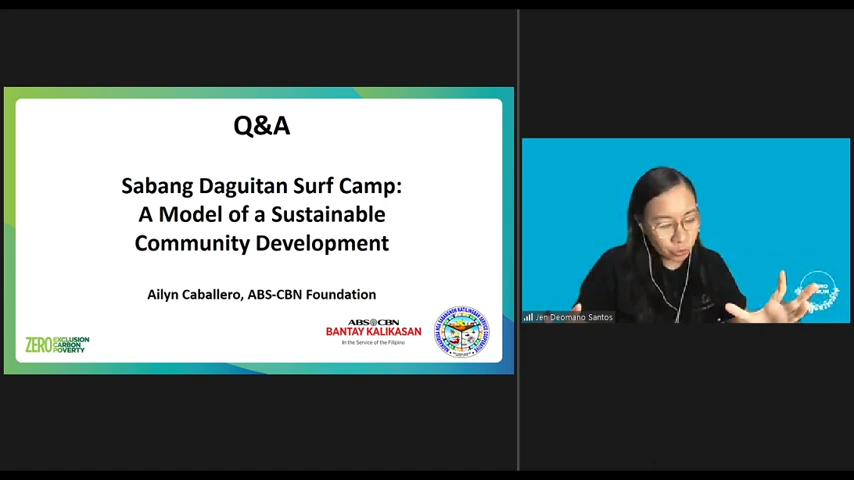 Q&A
Sabang Daguitan Surf Camp:
A Model of a Sustainable
Community Development
Ailyn Caballero, ABS-CBN Foundation
ABS-CBN
BANTAY KALIKASAN
In the Service of the Filipino
ZERO EXCLUSION
CARBON
POVERTY
Jen Deomano Santos